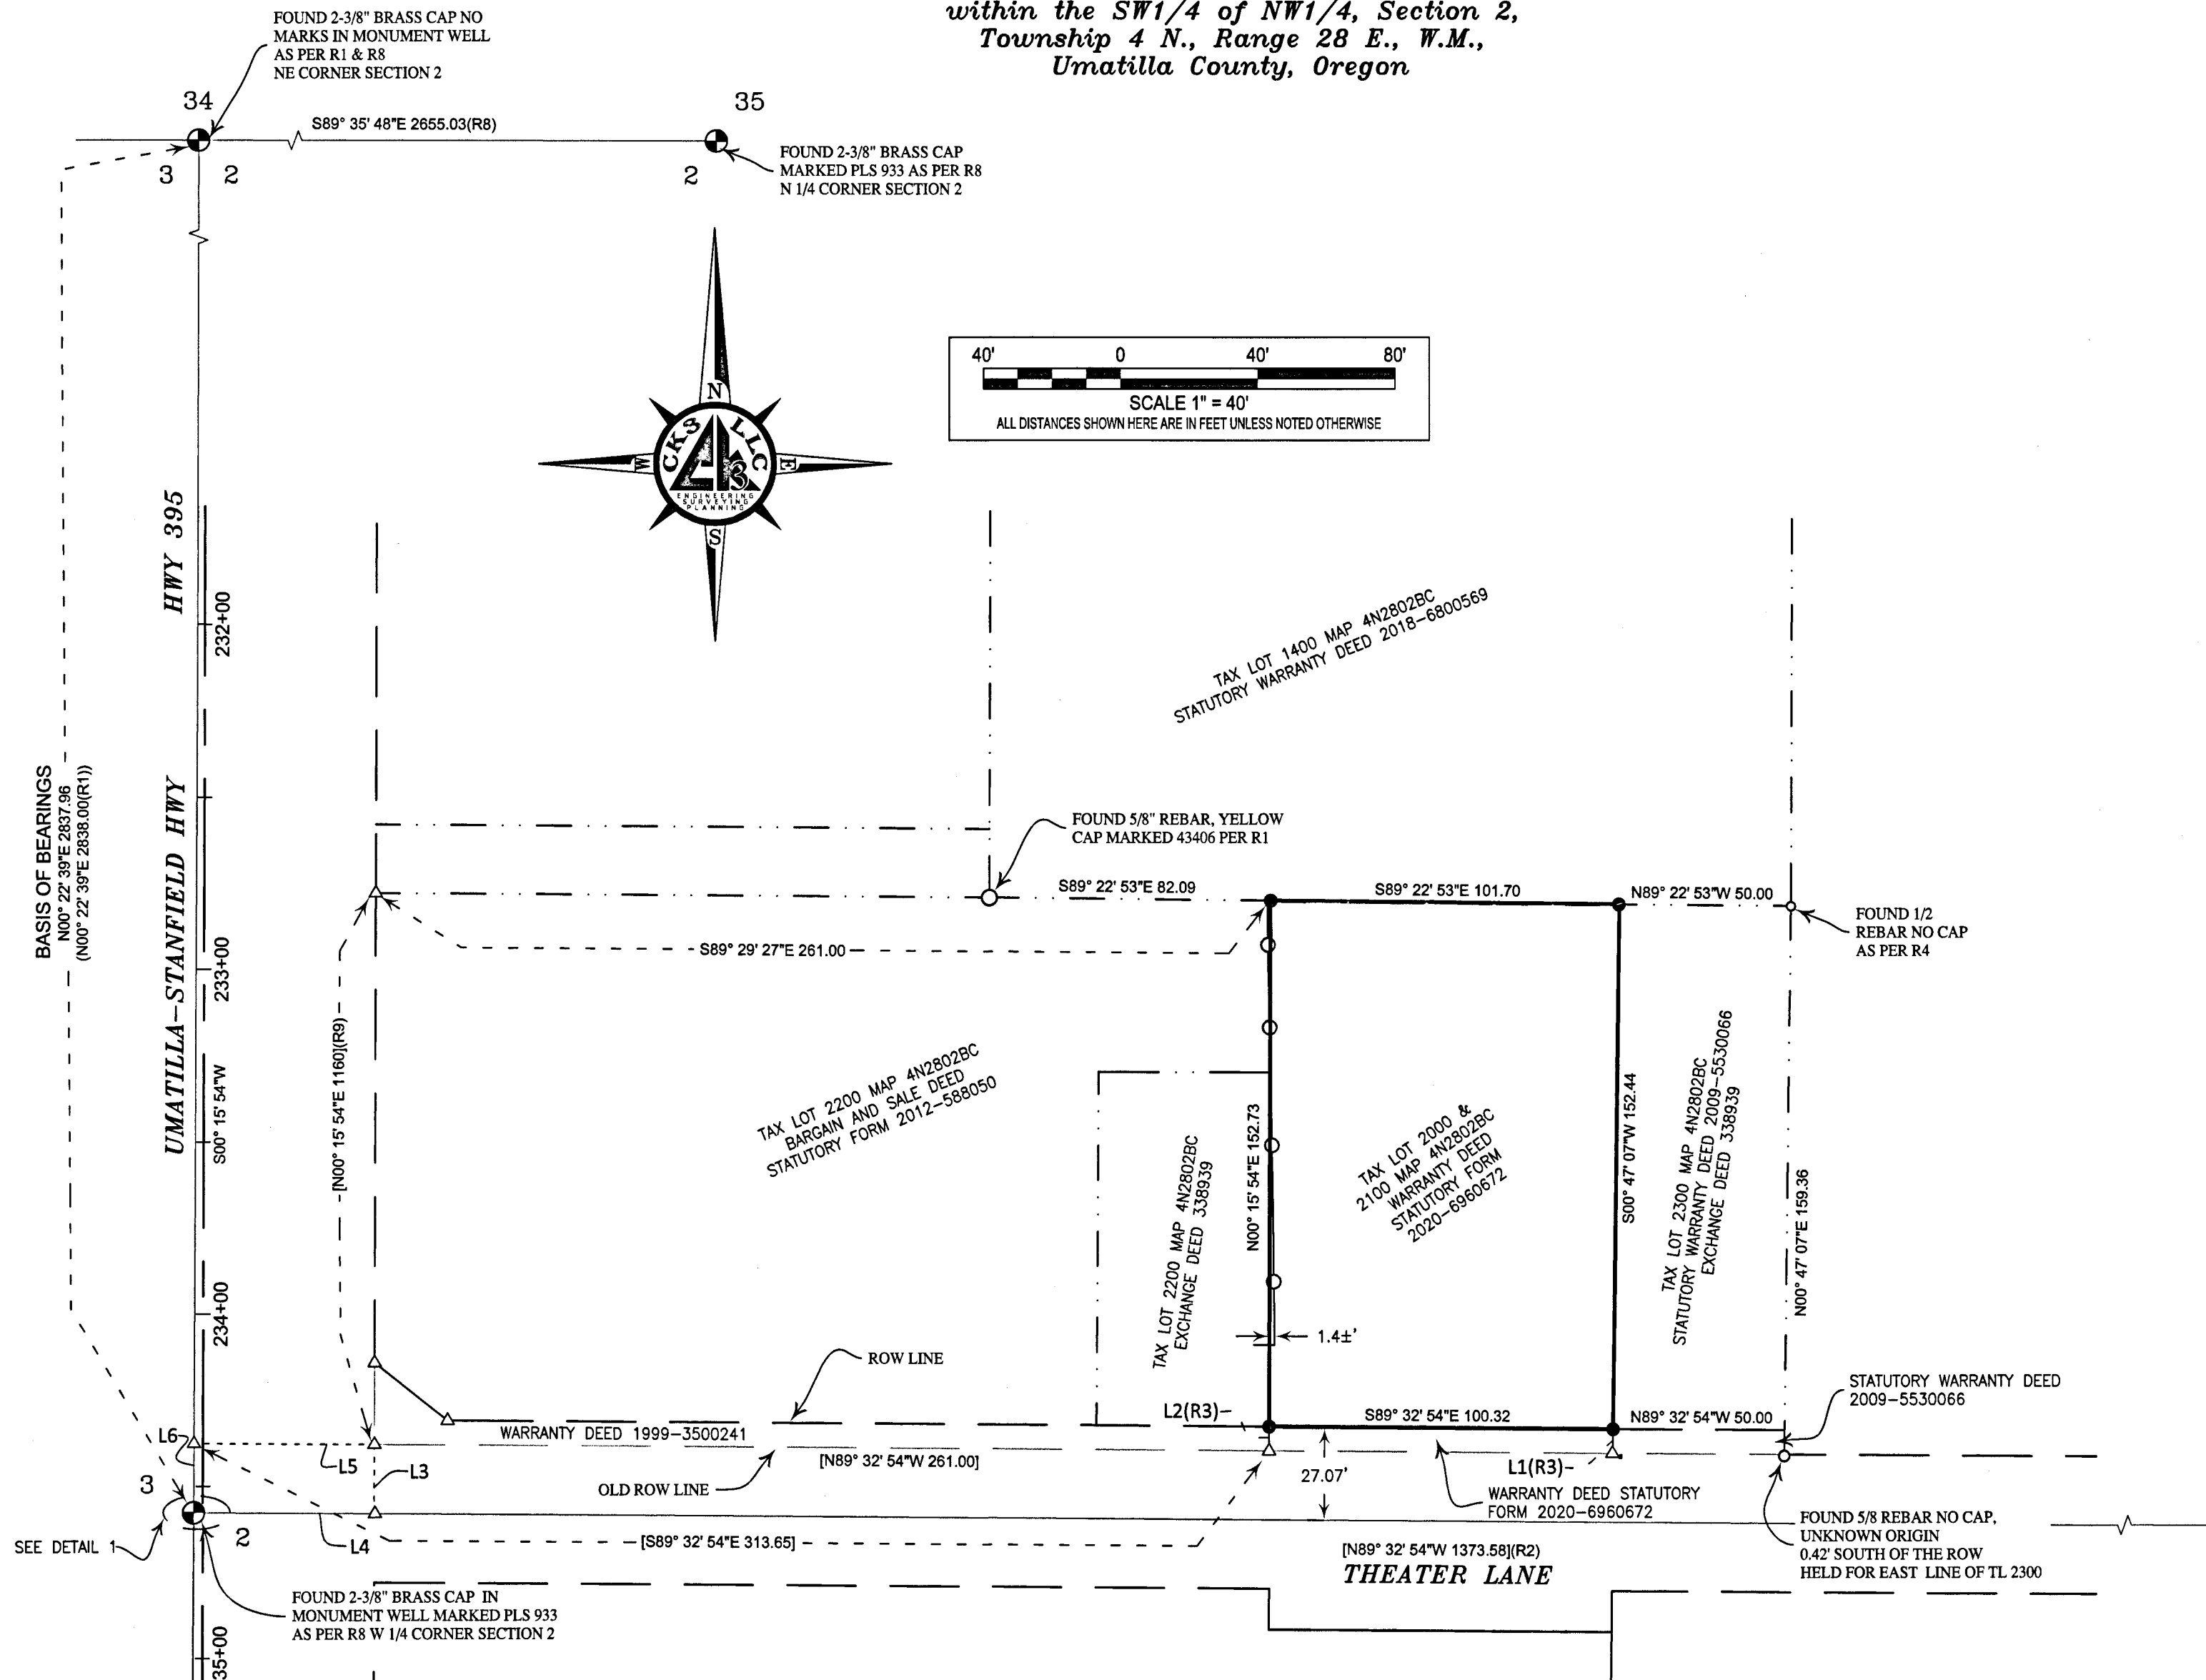 within the SW1/4 of NW1/4, Section 2,
Township 4 N., Range 28 E., W.M.,
Umatilla County, Oregon
FOUND 2-3/8" BRASS CAP NO
MARKS IN MONUMENT WELL
AS PER R1 & R8
NE CORNER SECTION 2
34
35
S89° 35' 48"E 2655.03(R8)
3
2
2
FOUND 2-3/8" BRASS CAP
MARKED PLS 933 AS PER R8
N 1/4 CORNER SECTION 2
N
CKS LLC
W
E
A3
ENGINEERING
SURVEYING
PLANNING
S
40'
0
40'
80'
SCALE 1" = 40'
ALL DISTANCES SHOWN HERE ARE IN FEET UNLESS NOTED OTHERWISE
HWY 395
UMATILLA-STANFIELD HWY
232+00
233+00
S00° 15' 54"W
234+00
35+00
BASIS OF BEARINGS
N00° 22' 39"E 2837.96
(N00° 22' 39"E 2838.00(R1))
TAX LOT 1400 MAP 4N2802BC
STATUTORY WARRANTY DEED 2018-6800569
FOUND 5/8" REBAR, YELLOW
CAP MARKED 43406 PER R1
S89° 22' 53"E 82.09
S89° 22' 53"E 101.70
N89° 22' 53"W 50.00
FOUND 1/2
REBAR NO CAP
AS PER R4
S89° 29' 27"E 261.00
[N00° 15' 54"E 1160](R9)
TAX LOT 2200 MAP 4N2802BC
BARGAIN AND SALE DEED
STATUTORY FORM 2012-588050
TAX LOT 2200 MAP 4N2802BC
EXCHANGE DEED 338939
N00° 15' 54"E 152.73
TAX LOT 2000 &
2100 MAP 4N2802BC
WARRANTY DEED
STATUTORY FORM
2020-6960672
S00° 47' 07"W 152.44
TAX LOT 2300 MAP 4N2802BC
STATUTORY WARRANTY DEED 2009-5530066
EXCHANGE DEED 338939
N00° 47' 07"E 159.36
1.4±'
ROW LINE
L2(R3)
S89° 32' 54"E 100.32
N89° 32' 54"W 50.00
STATUTORY WARRANTY DEED
2009-5530066
WARRANTY DEED 1999-3500241
L6
L5
L3
[N89° 32' 54"W 261.00]
OLD ROW LINE
27.07'
L1(R3)
WARRANTY DEED STATUTORY
FORM 2020-6960672
3
2
SEE DETAIL 1
L4
[S89° 32' 54"E 313.65]
[N89° 32' 54"W 1373.58](R2)
THEATER LANE
FOUND 5/8 REBAR NO CAP,
UNKNOWN ORIGIN
0.42' SOUTH OF THE ROW
HELD FOR EAST LINE OF TL 2300
FOUND 2-3/8" BRASS CAP IN
MONUMENT WELL MARKED PLS 933
AS PER R8 W 1/4 CORNER SECTION 2